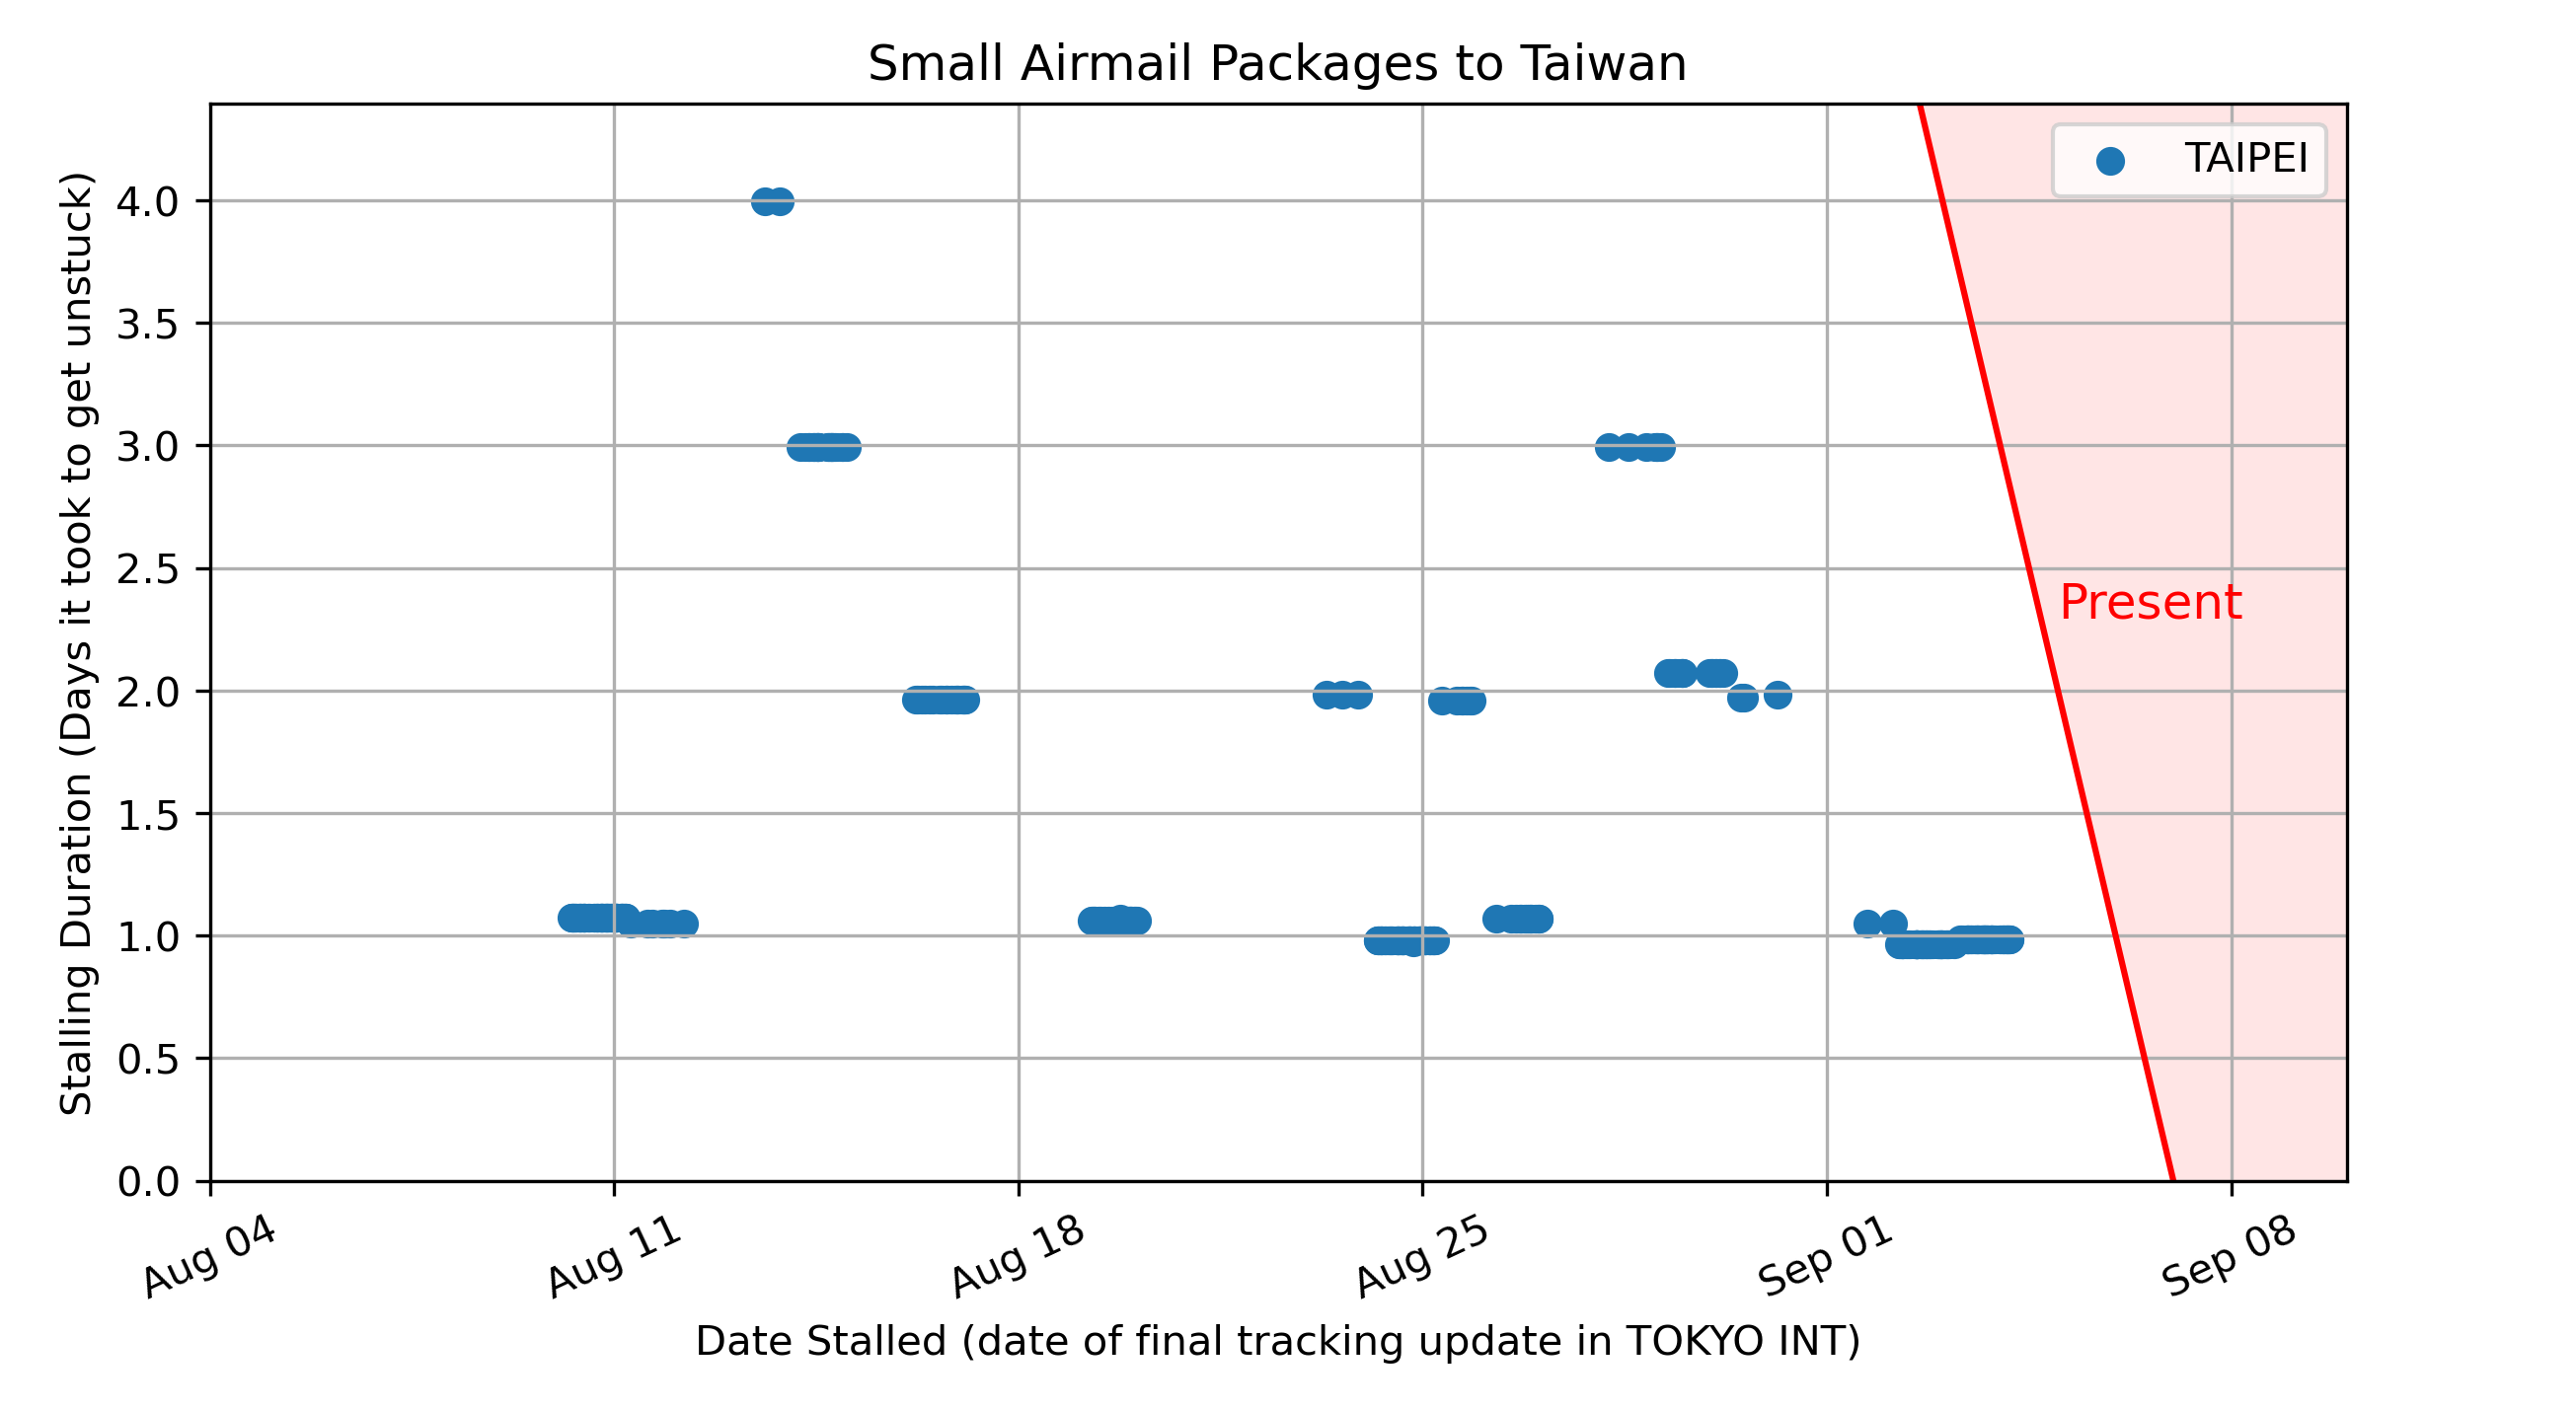 Small Airmail Packages to Taiwan
TAIPEI
Present
Stalling Duration (Days it took to get unstuck)
4.0
3.5
3.0
2.5
2.0
1.5
1.0
0.5
0.0
Aug 04
Aug 11
Aug 18
Aug 25
Sep 01
Sep 08
Date Stalled (date of final tracking update in TOKYO INT)